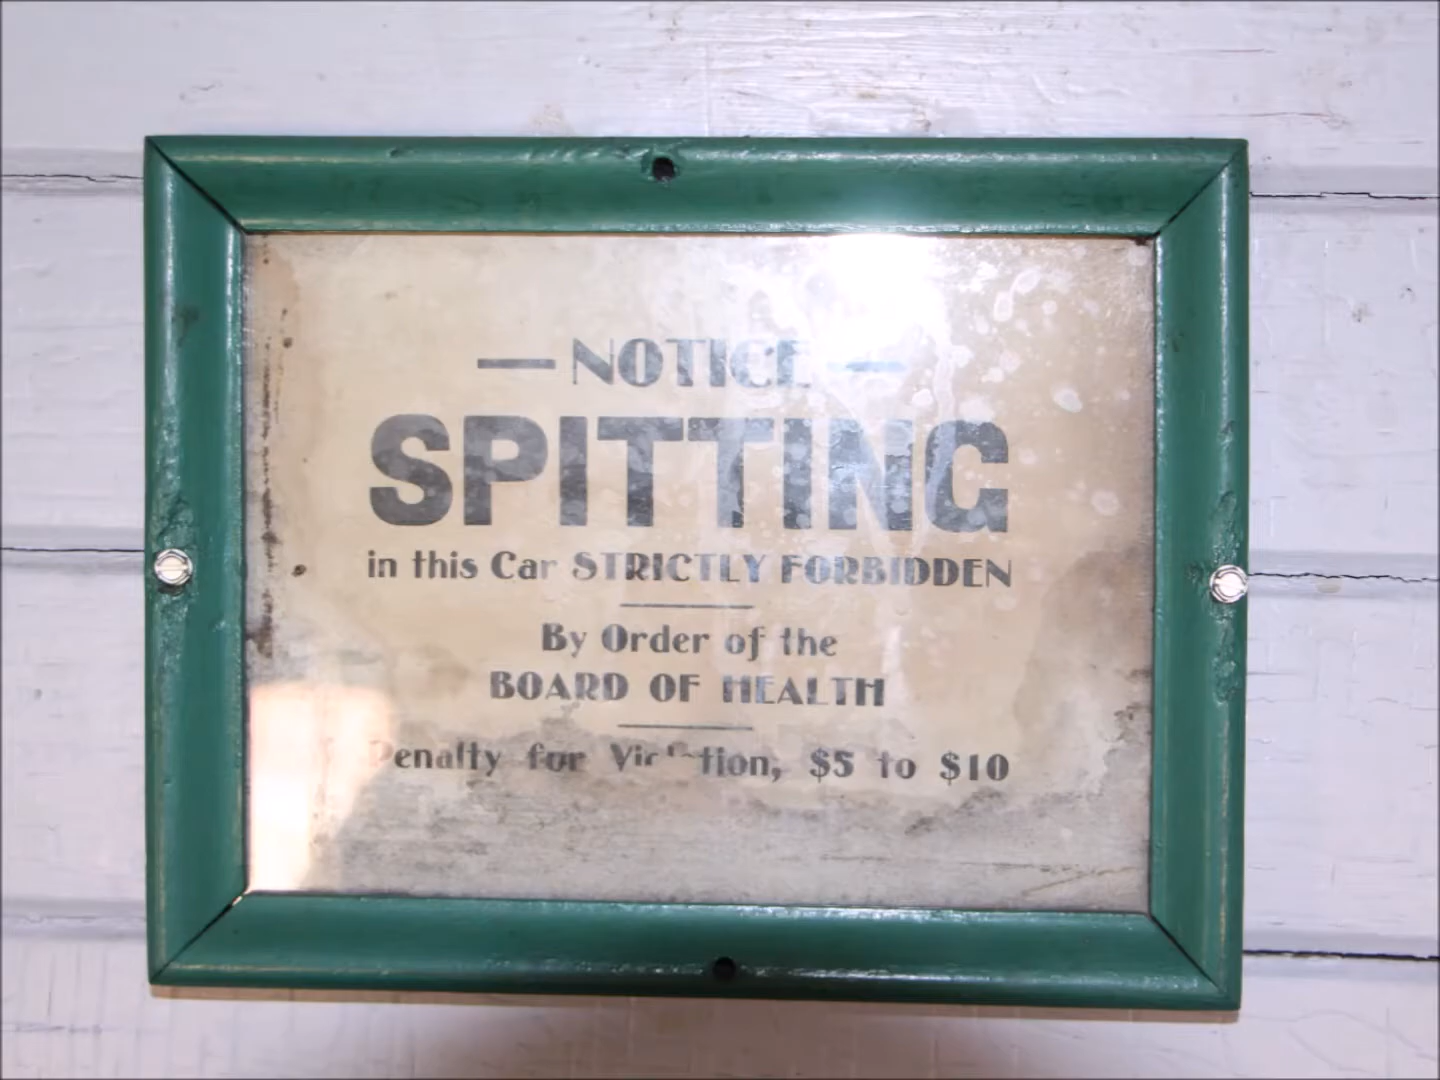 — NOTICE —
SPITTING
in this Car STRICTLY FORBIDDEN
By Order of the
BOARD OF HEALTH
Penalty for Violation, $5 to $10